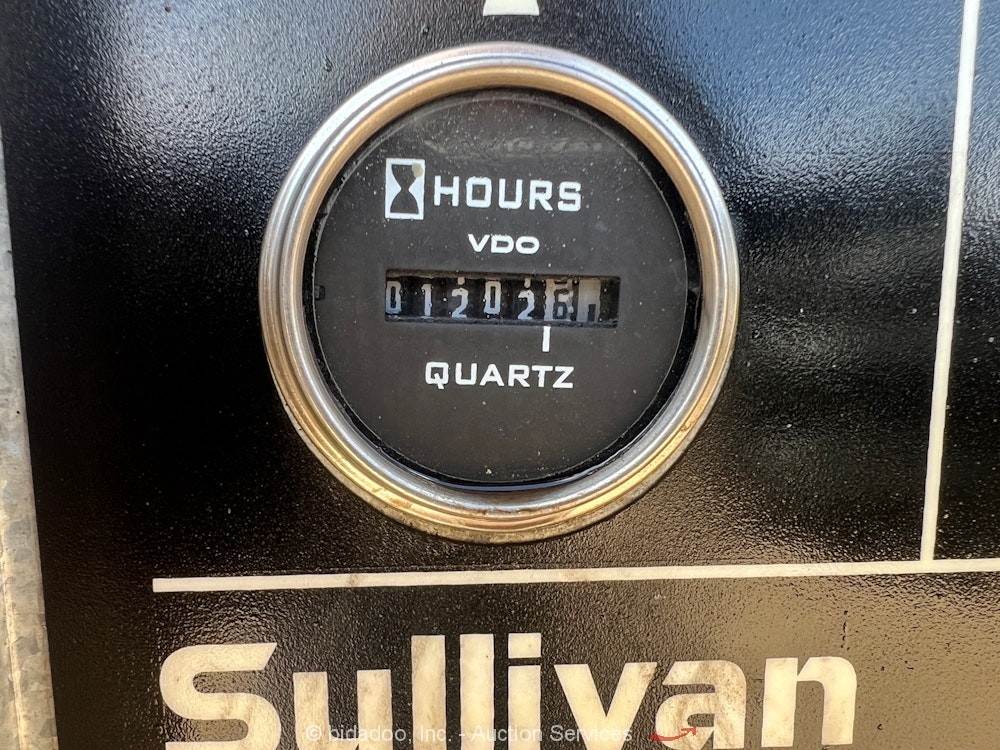 HOURS
VDO
012026
QUARTZ
Sullivan
© bidadoo, Inc. - Auction Services